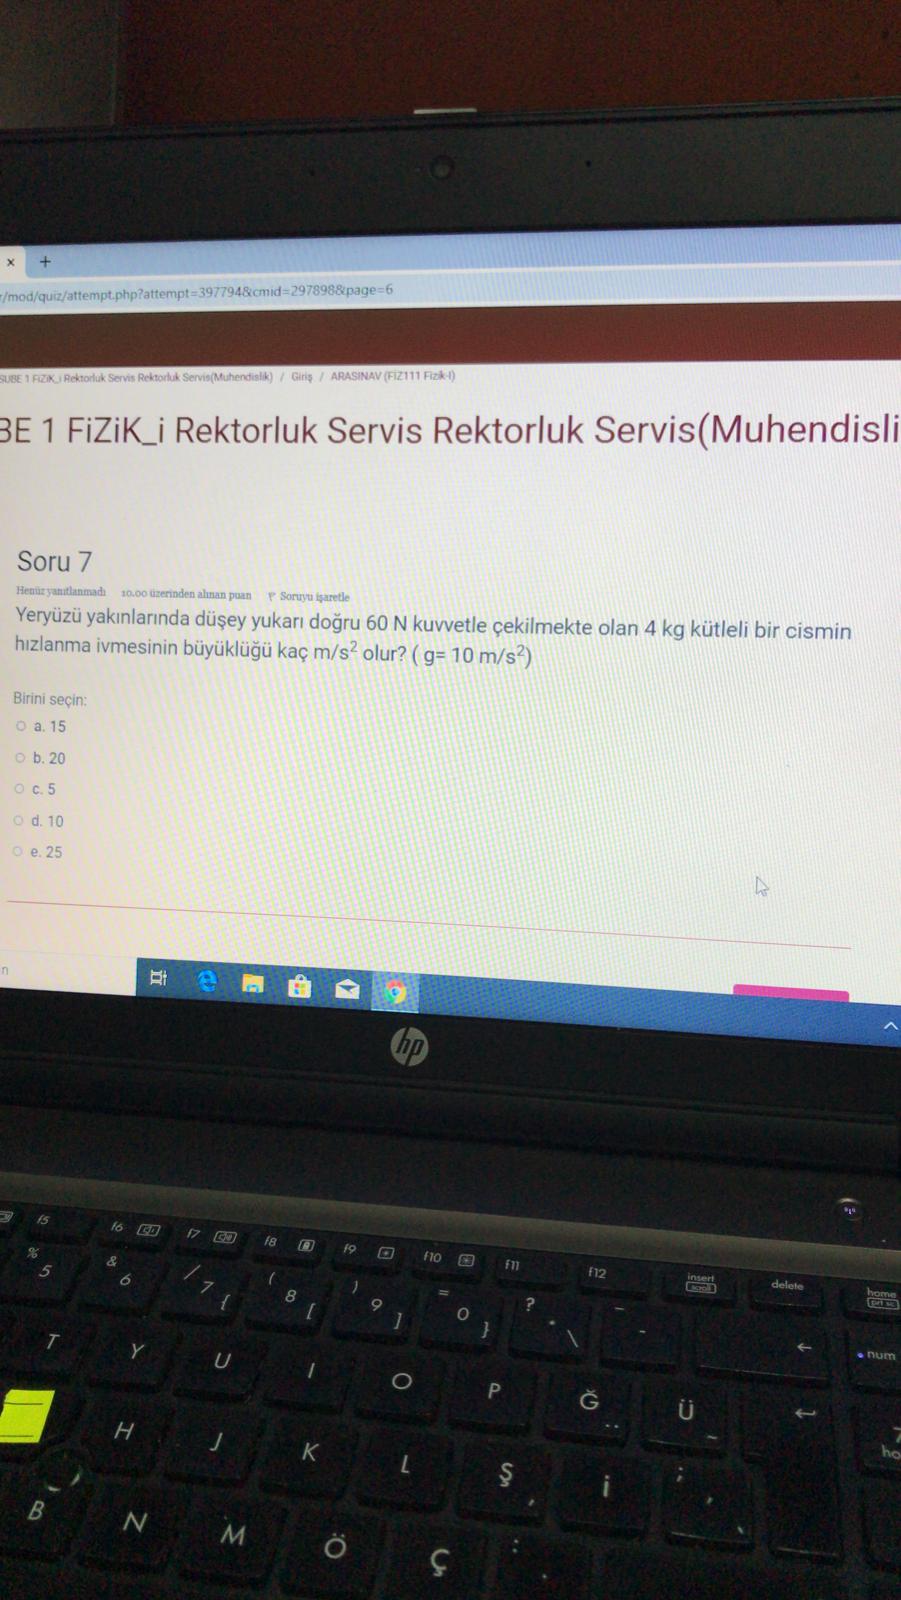 × +
/mod/quiz/attempt.php?attempt=397794&cmid=297898&page=6
SUBE 1 FiZiK_i Rektorluk Servis Rektorluk Servis(Muhendislik) / Giriş / ARASINAV (FİZ111 Fizik-I)
BE 1 FiZiK_i Rektorluk Servis Rektorluk Servis(Muhendisli
Soru 7
Henüz yanıtlanmadı 10.00 üzerinden alınan puan Soruyu işaretle
Yeryüzü yakınlarında düşey yukarı doğru 60 N kuvvetle çekilmekte olan 4 kg kütleli bir cismin
hızlanma ivmesinin büyüklüğü kaç m/s² olur? ( g= 10 m/s²)
Birini seçin:
a. 15
b. 20
c. 5
d. 10
e. 25
n
hp
f5 f6 f7 f8 f9 f10 f11 f12 insert scroll delete home prt sc
% 5 & 6 / 7 { ( 8 [ ) 9 ] = 0 } ? * \ _ - ← num
T Y U I O P Ğ ¨ Ü ~ ↵ 7 ho
H J K L Ş ´ İ ; , `
B N M Ö Ç : .